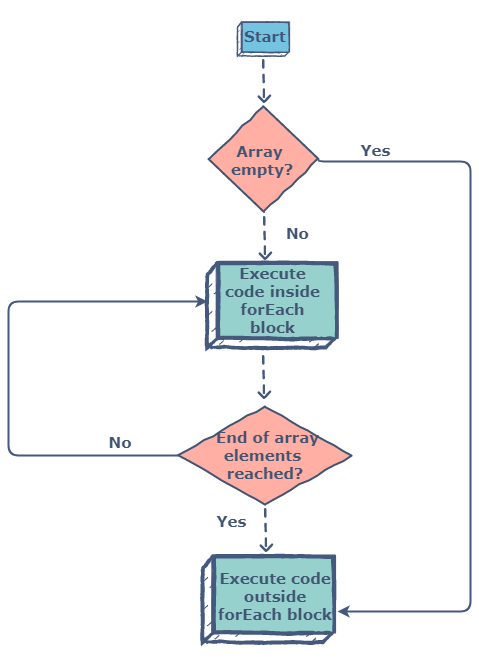 Start
Array
empty?
Yes
No
Execute
code inside
forEach
block
End of array
elements
reached?
No
Yes
Execute code
outside
forEach block